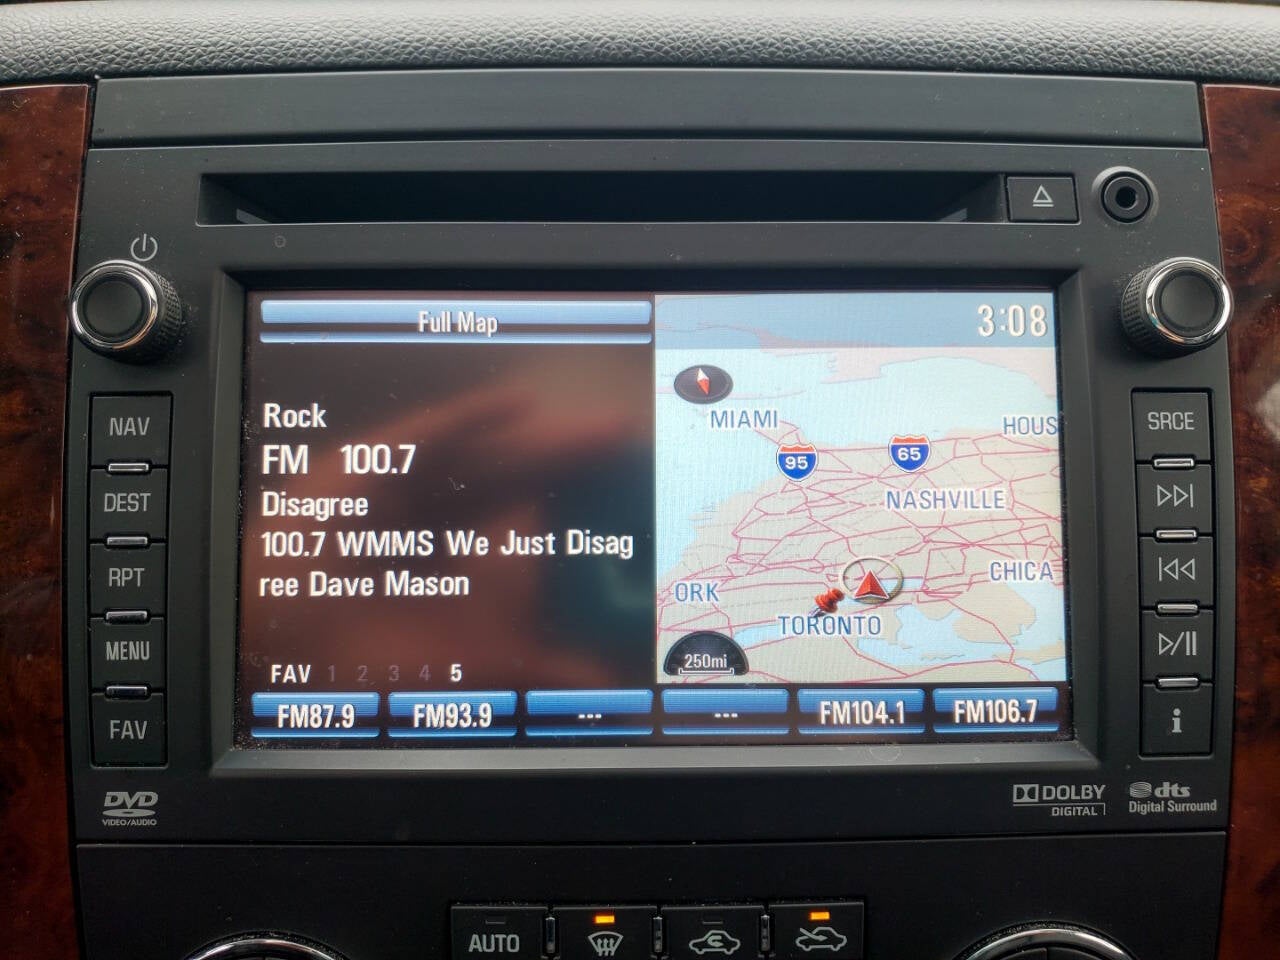 Full Map
3:08
Rock
FM 100.7
Disagree
100.7 WMMS We Just Disag
ree Dave Mason
FAV 1 2 3 4 5
FM87.9 FM93.9 --- --- FM104.1 FM106.7
MIAMI
HOUS
95
65
NASHVILLE
CHICA
ORK
TORONTO
250mi
NAV
DEST
RPT
MENU
FAV
SRCE
i
DVD
VIDEO/AUDIO
DOLBY
DIGITAL
dts
Digital Surround
AUTO